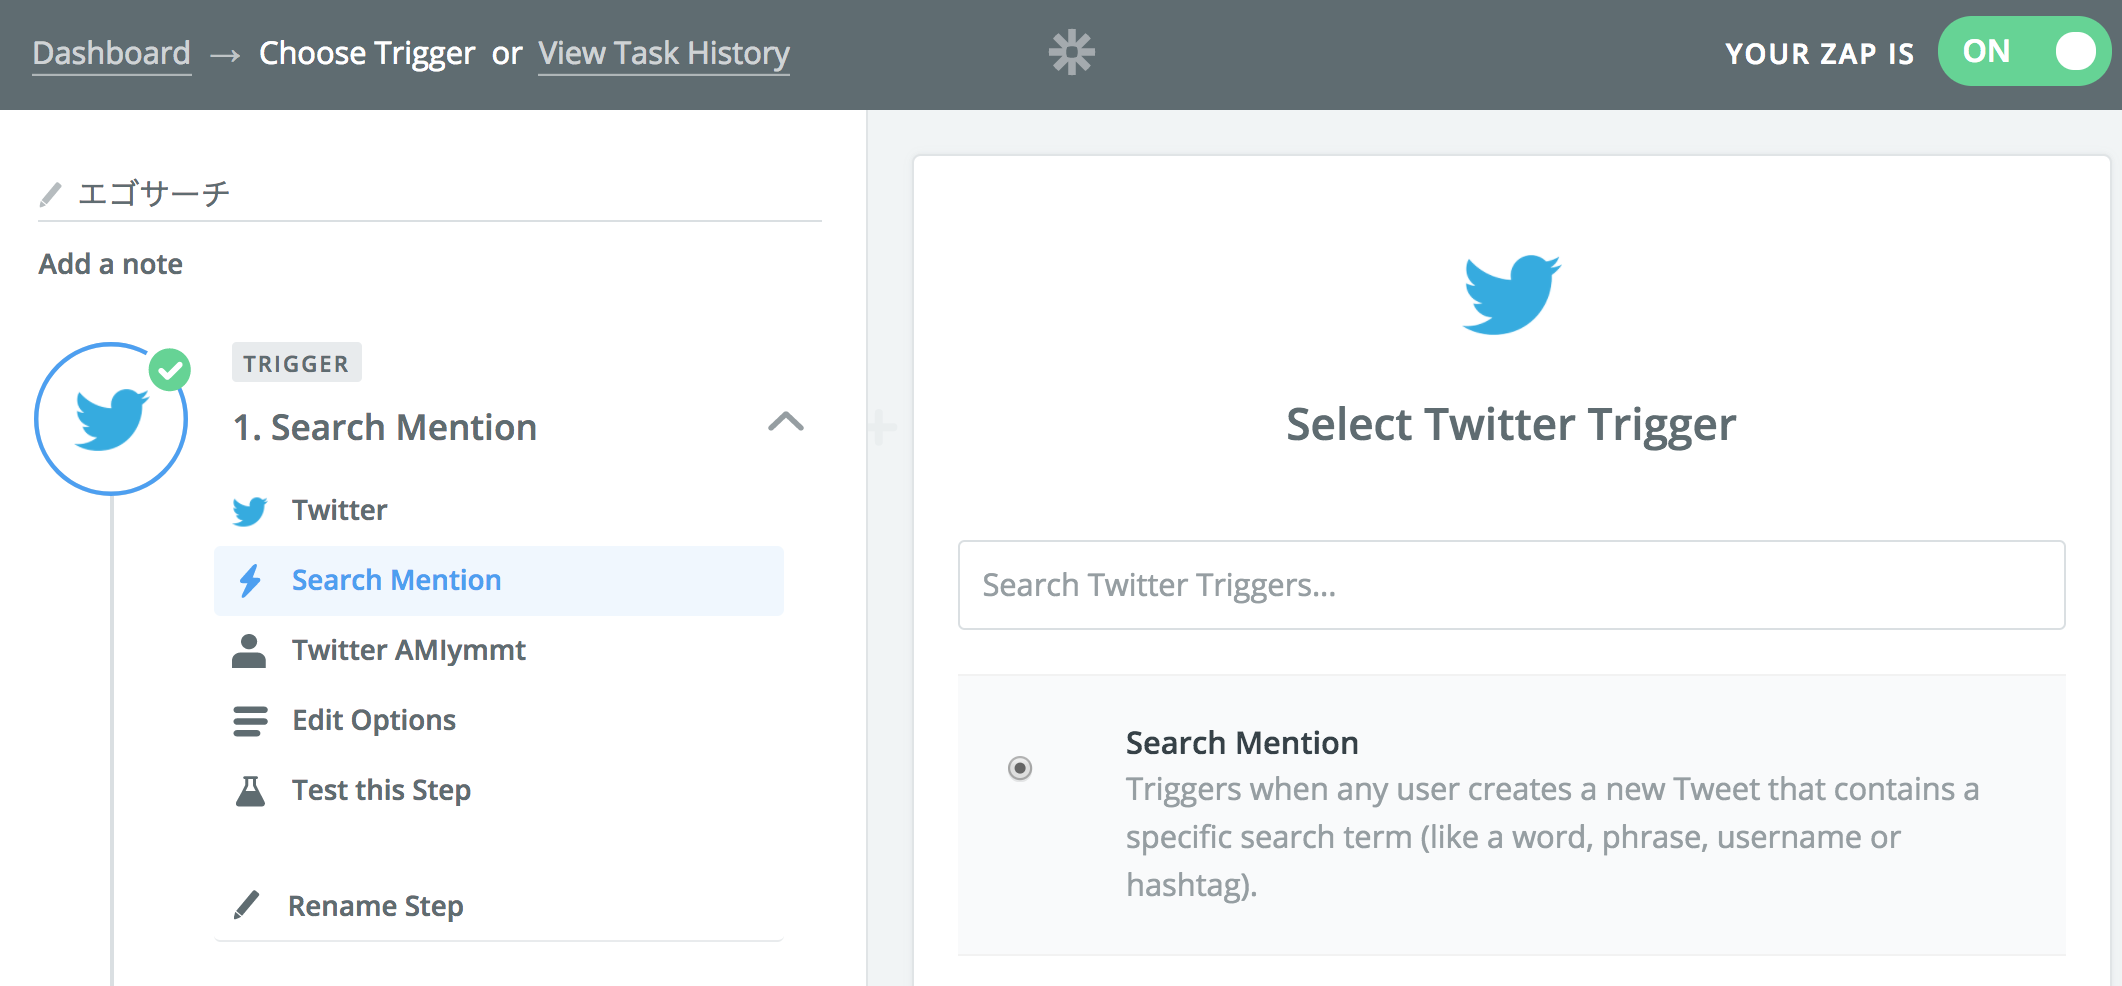 Dashboard → Choose Trigger or View Task History
YOUR ZAP IS ON
エゴサーチ
Add a note
TRIGGER
1. Search Mention
Twitter
Search Mention
Twitter AMIymmt
Edit Options
Test this Step
Rename Step
Select Twitter Trigger
Search Twitter Triggers...
Search Mention
Triggers when any user creates a new Tweet that contains a
specific search term (like a word, phrase, username or
hashtag).